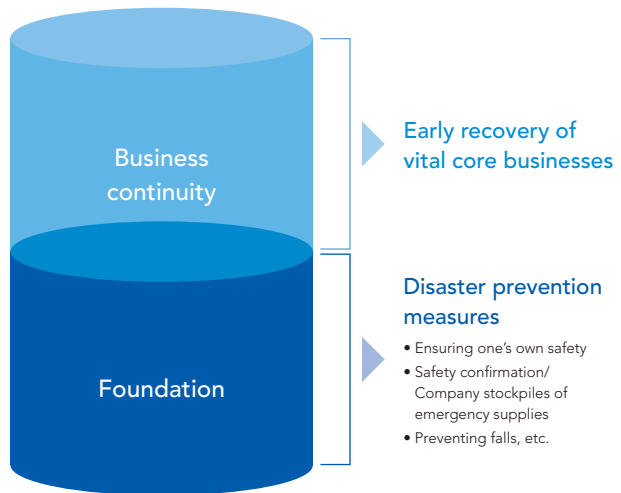 Business
continuity
Early recovery of
vital core businesses
Foundation
Disaster prevention
measures
• Ensuring one’s own safety
• Safety confirmation/
Company stockpiles of
emergency supplies
• Preventing falls, etc.